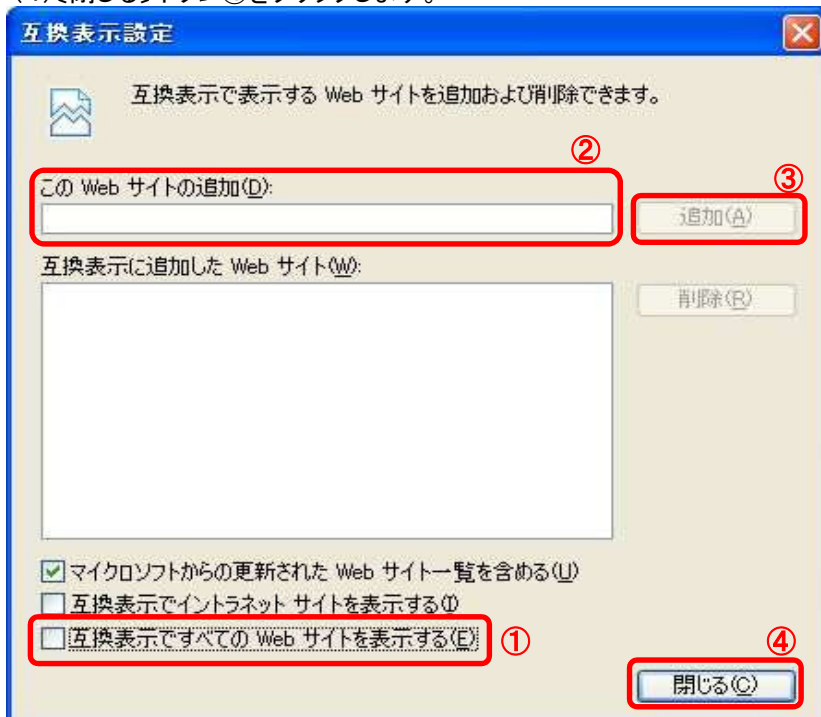 互換表示設定
互換表示で表示する Web サイトを追加および削除できます。
②
この Web サイトの追加(D):
③
追加(A)
互換表示に追加した Web サイト(W):
削除(R)
マイクロソフトからの更新された Web サイト一覧を含める(U)
互換表示でイントラネット サイトを表示する(I)
互換表示ですべての Web サイトを表示する(E)
①
④
閉じる(C)